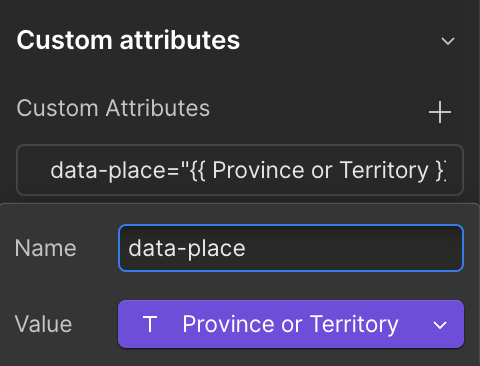 Custom attributes
Custom Attributes
data-place="{{ Province or Territory }
Name
data-place
Value
T Province or Territory